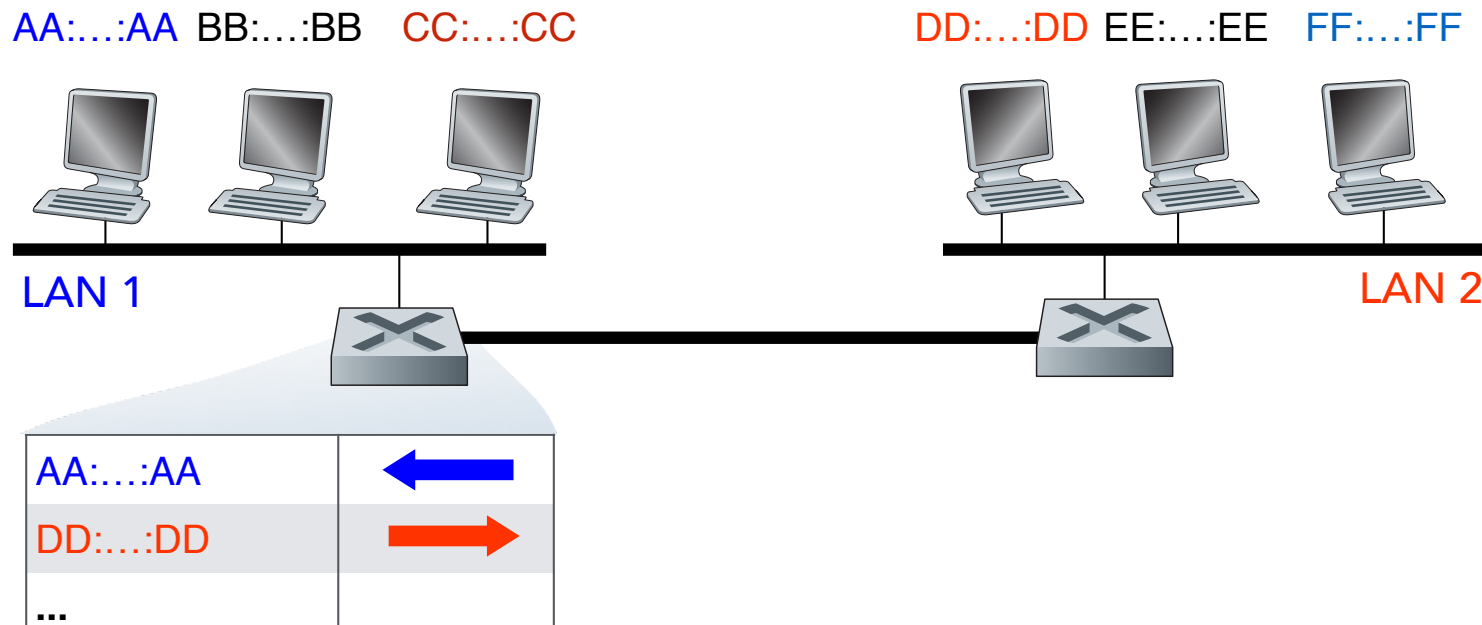 AA:…:AA BB:…:BB CC:…:CC DD:…:DD EE:…:EE FF:…:FF
LAN 1 LAN 2
AA:…:AA
DD:…:DD
...